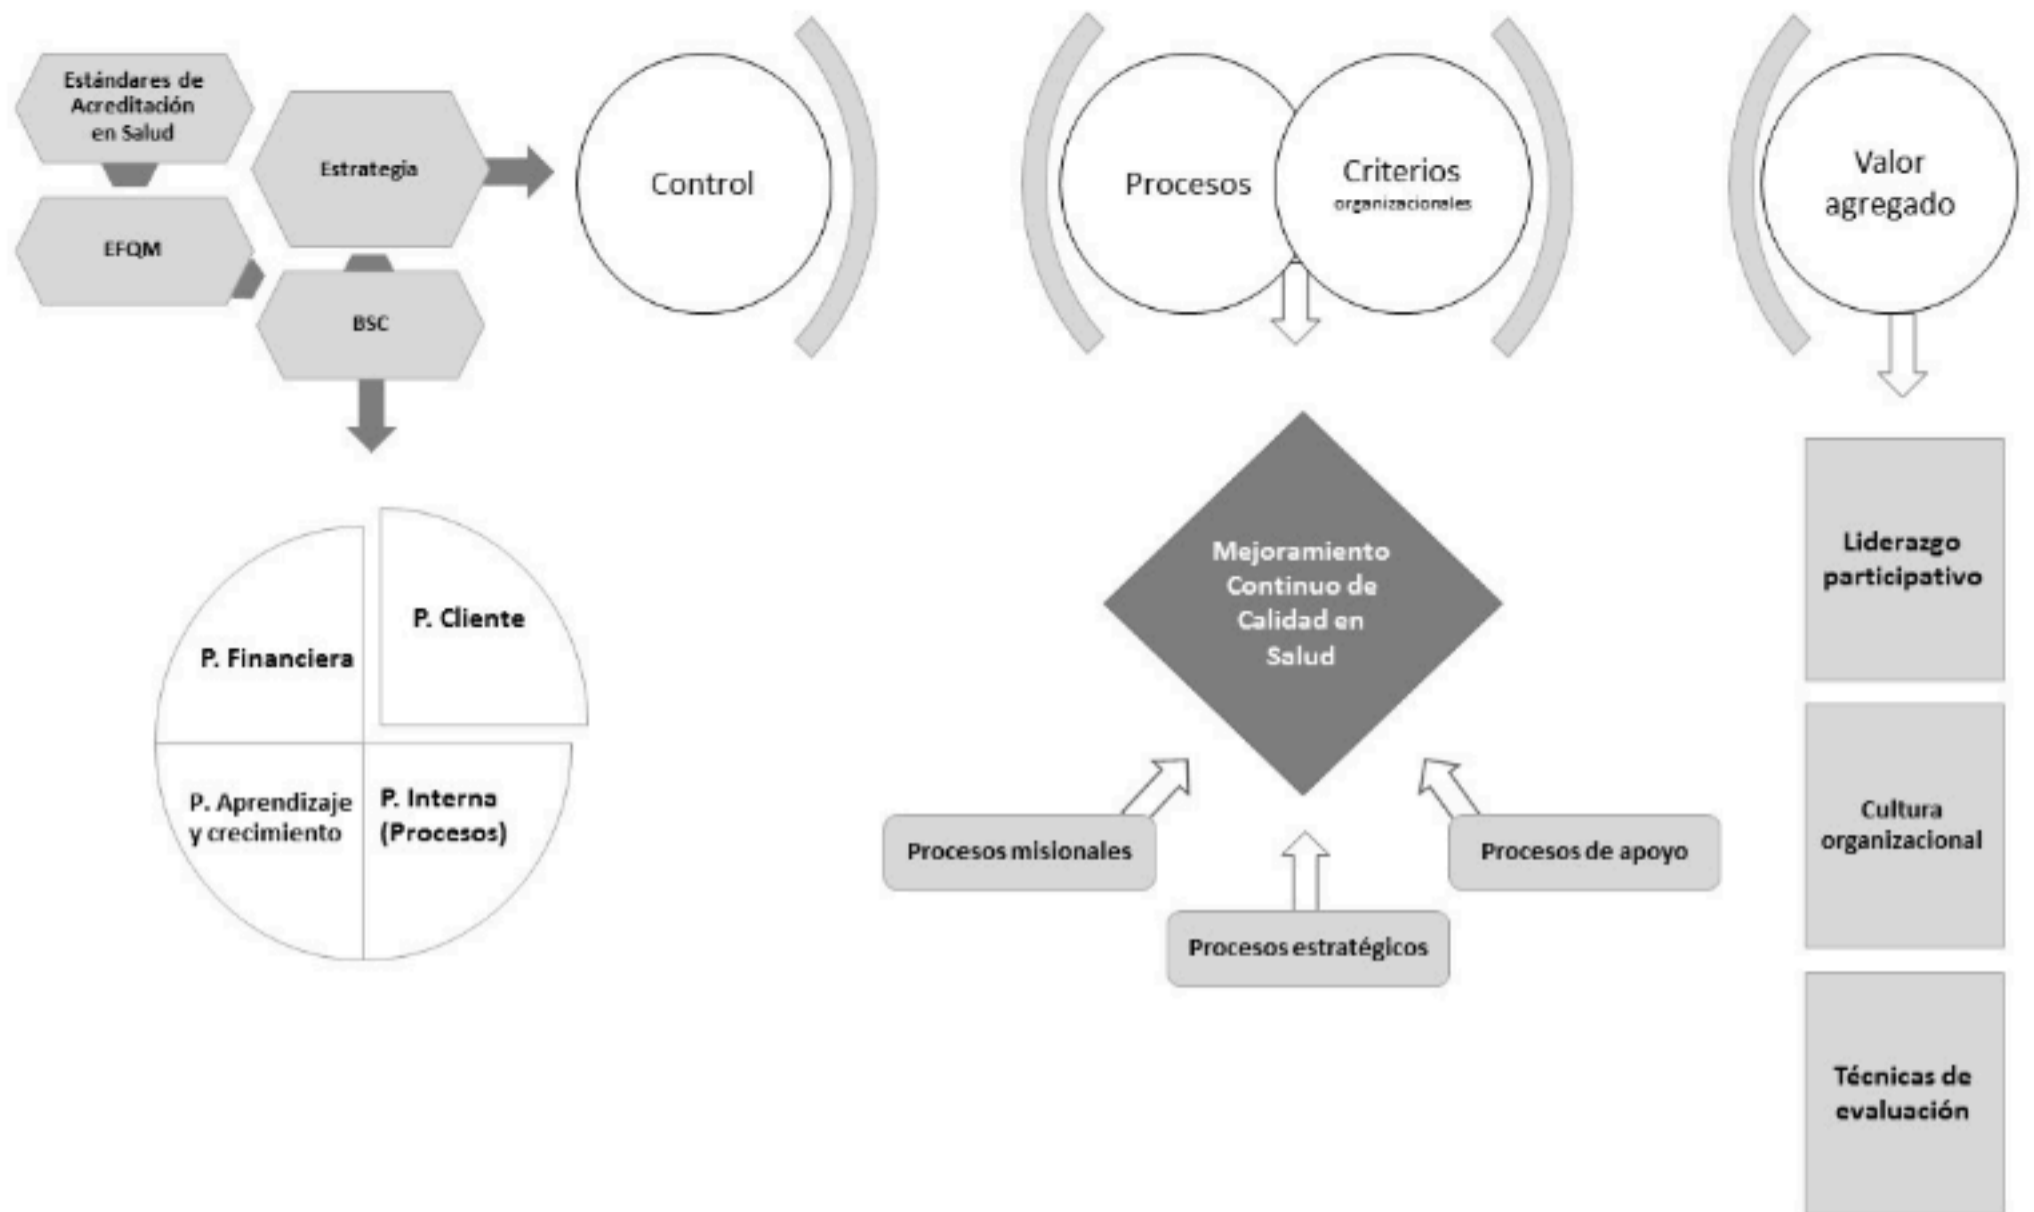 Estándares de
Acreditación
en Salud
Estrategia
EFQM
BSC
Control
Procesos
Criterios
organizacionales
Valor
agregado
P. Financiera
P. Cliente
P. Aprendizaje
y crecimiento
P. Interna
(Procesos)
Mejoramiento
Continuo de
Calidad en
Salud
Procesos misionales
Procesos estratégicos
Procesos de apoyo
Liderazgo
participativo
Cultura
organizacional
Técnicas de
evaluación